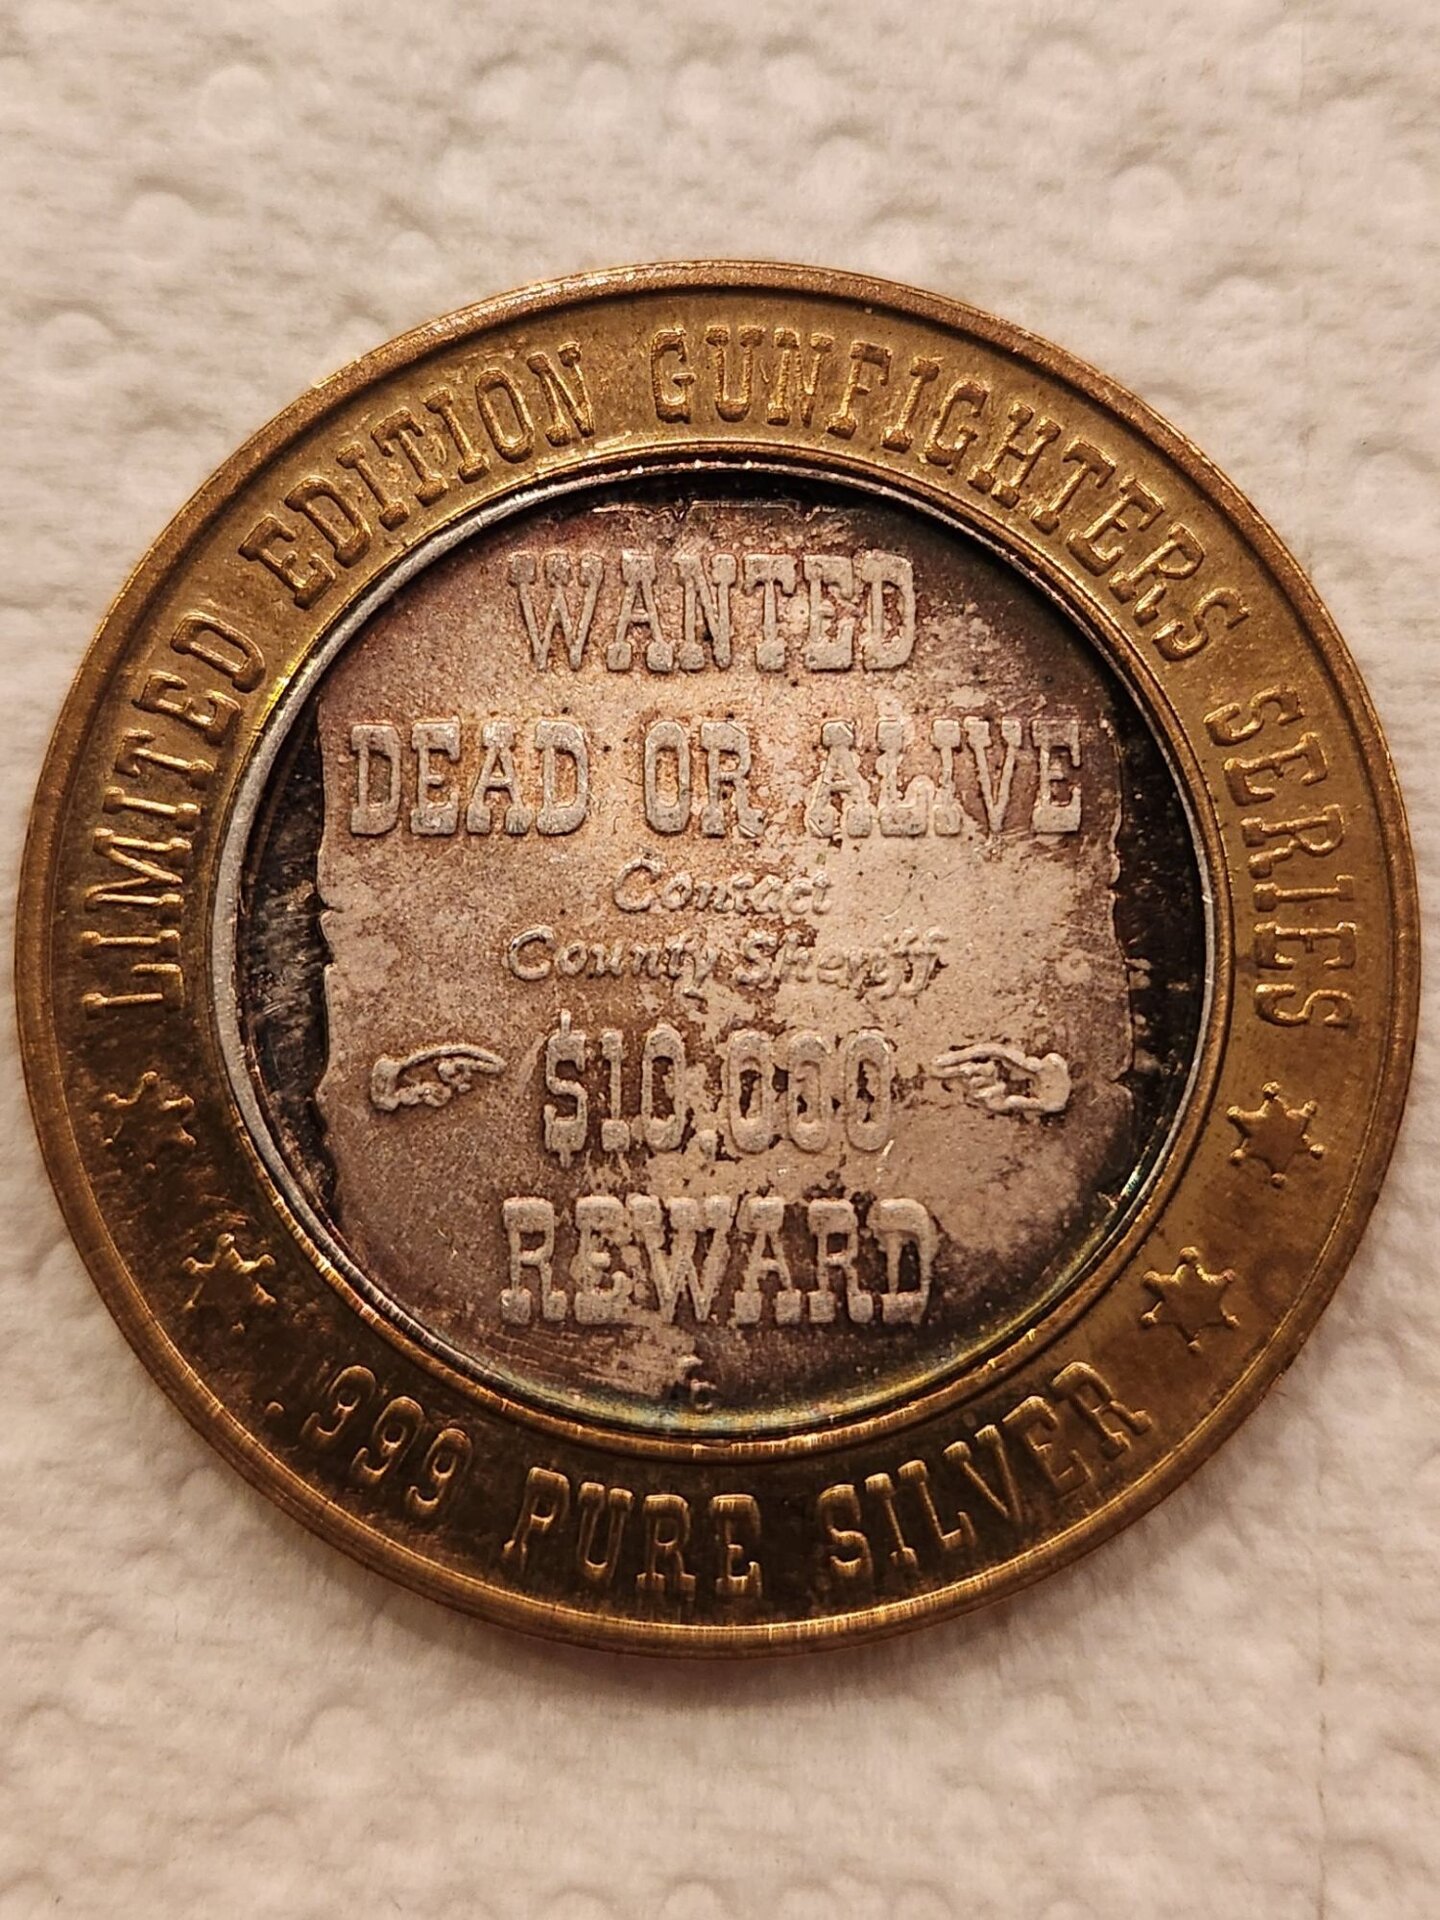 LIMITED EDITION GUNFIGHTERS SERIES
WANTED
DEAD OR ALIVE
Contact
County Sheriff
$10,000
REWARD
.999 PURE SILVER